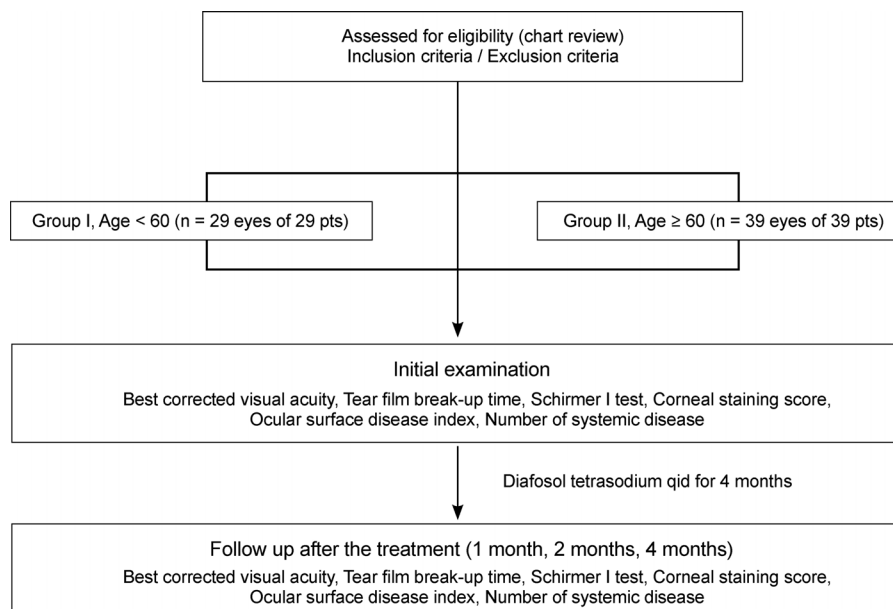 Assessed for eligibility (chart review)
Inclusion criteria / Exclusion criteria
Group I, Age < 60 (n = 29 eyes of 29 pts)
Group II, Age ≥ 60 (n = 39 eyes of 39 pts)
Initial examination
Best corrected visual acuity, Tear film break-up time, Schirmer I test, Corneal staining score,
Ocular surface disease index, Number of systemic disease
Diafosol tetrasodium qid for 4 months
Follow up after the treatment (1 month, 2 months, 4 months)
Best corrected visual acuity, Tear film break-up time, Schirmer I test, Corneal staining score,
Ocular surface disease index, Number of systemic disease